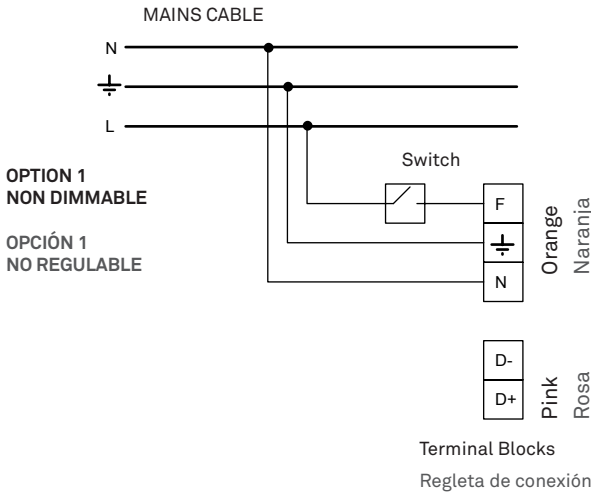 MAINS CABLE
N
L
Switch
OPTION 1
NON DIMMABLE
OPCIÓN 1
NO REGULABLE
F
N
Orange
Naranja
D-
D+
Pink
Rosa
Terminal Blocks
Regleta de conexión